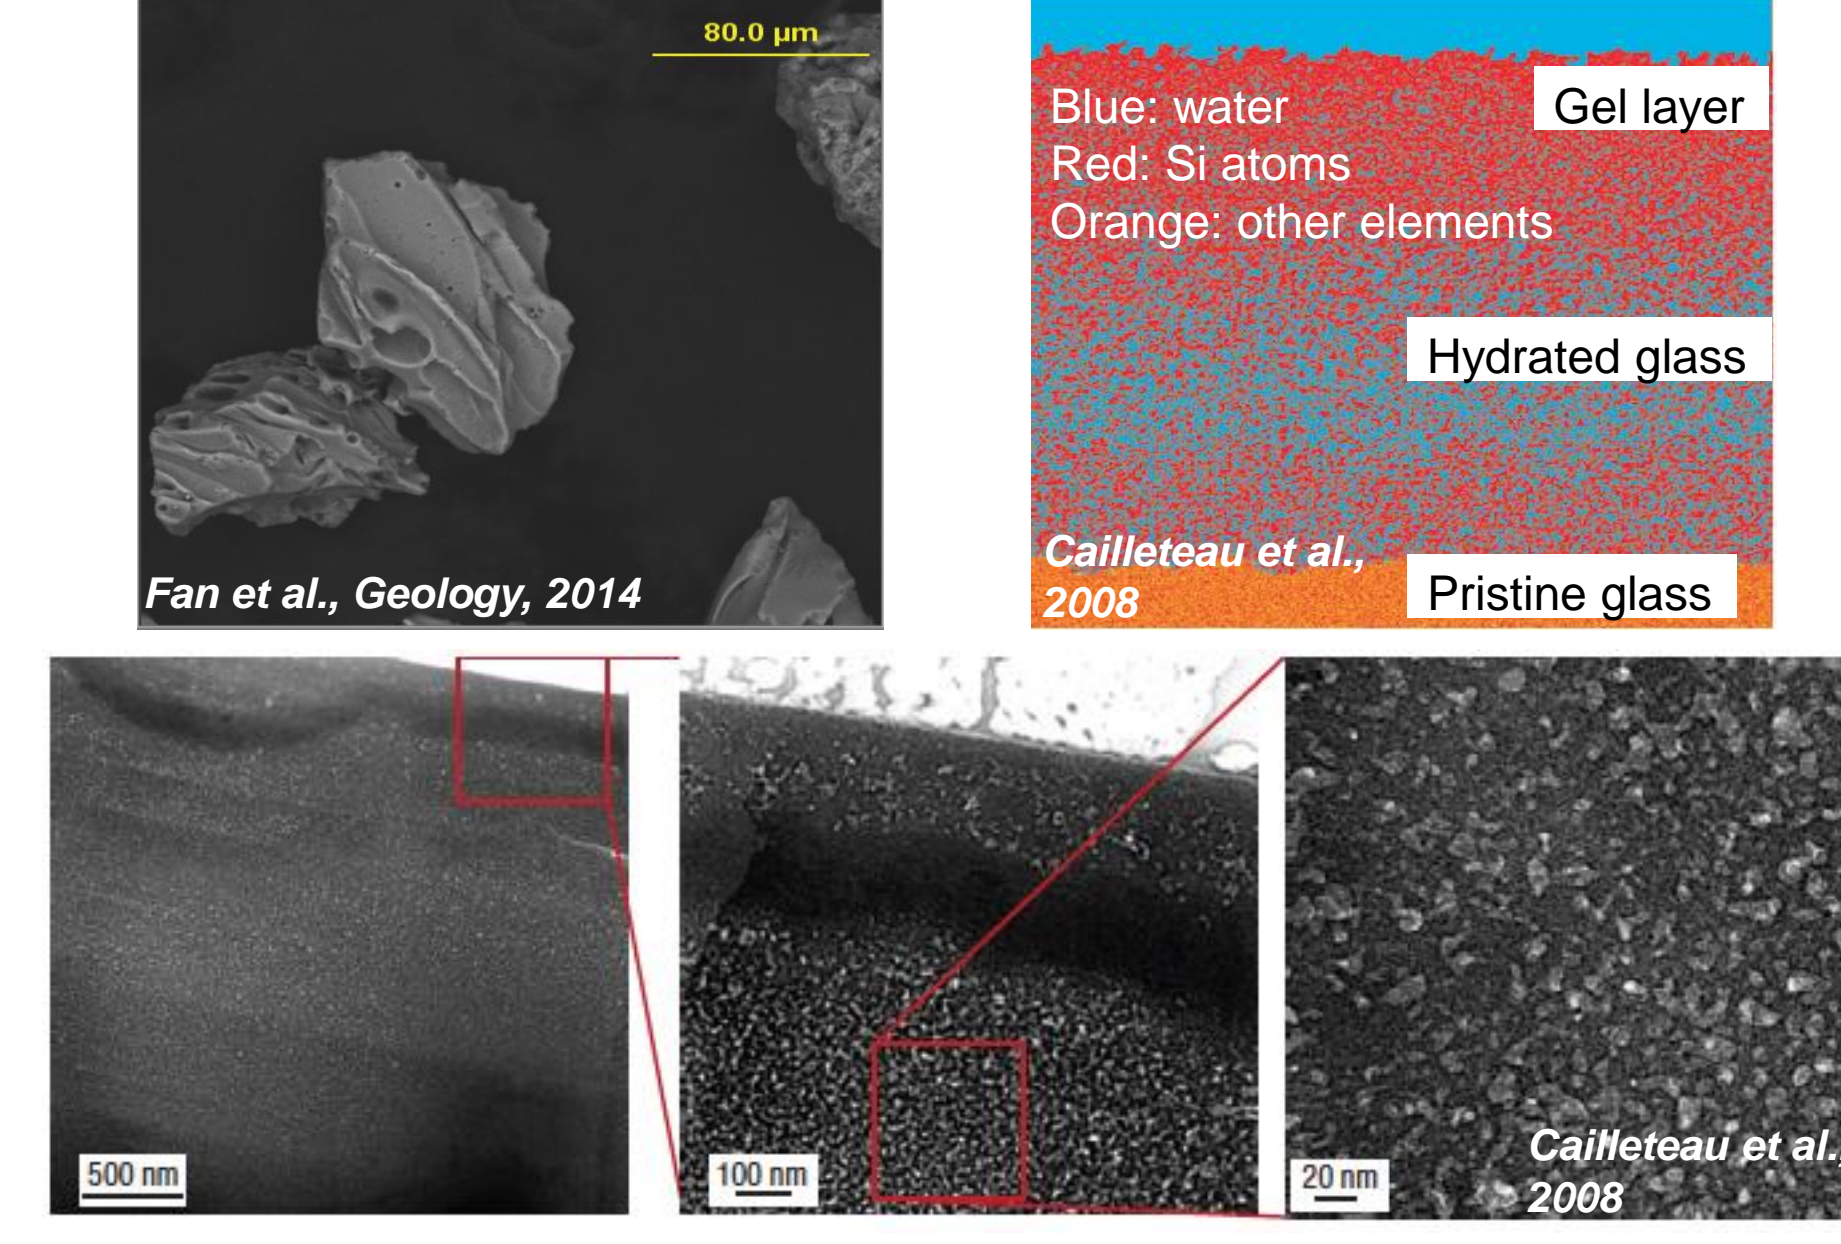 80.0 µm
Fan et al., Geology, 2014
Blue: water
Red: Si atoms
Orange: other elements
Gel layer
Hydrated glass
Pristine glass
Cailleteau et al.,
2008
500 nm
100 nm
20 nm
Cailleteau et al.,
2008